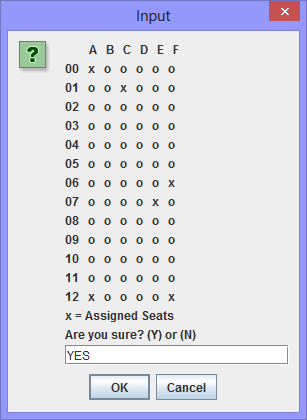 Input
?
A B C D E F
00 x o o o o o
01 o o x o o o
02 o o o o o o
03 o o o o o o
04 o o o o o o
05 o o o o o o
06 o o o o o x
07 o o o o x o
08 o o o o o o
09 o o o o o o
10 o o o o o o
11 o o o o o o
12 x o o o o x
x = Assigned Seats
Are you sure? (Y) or (N)
YES
OK Cancel